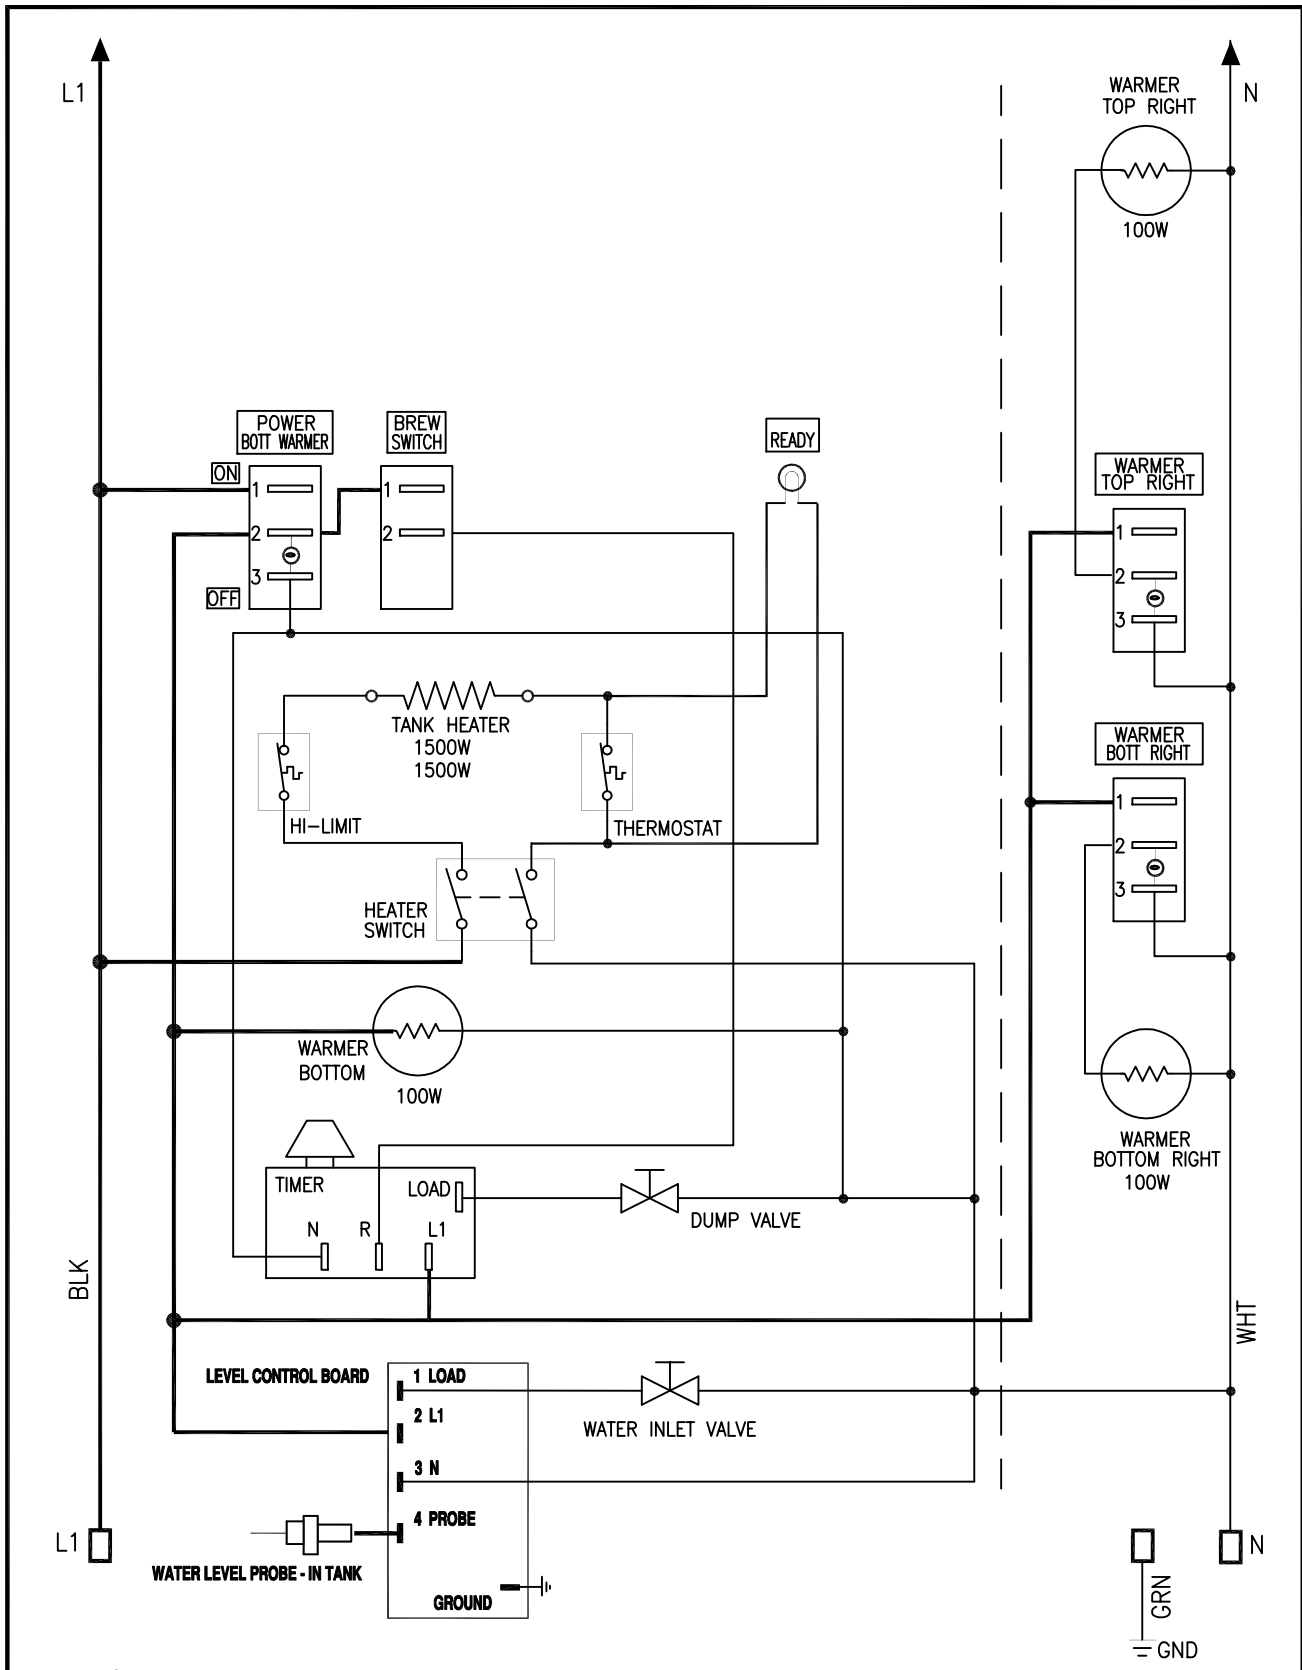 WARMER
TOP RIGHT
L1
N
100W
POWER
BOTT WARMER
BREW
SWITCH
READY
ON
1
2
3
OFF
1
2
WARMER
TOP RIGHT
1
2
3
TANK HEATER
1500W
1500W
WARMER
BOTT RIGHT
HI-LIMIT
THERMOSTAT
1
2
3
HEATER
SWITCH
WARMER
BOTTOM
100W
WARMER
BOTTOM RIGHT
100W
TIMER
LOAD
N
R
L1
DUMP VALVE
BLK
WHT
LEVEL CONTROL BOARD
1 LOAD
2 L1
WATER INLET VALVE
3 N
4 PROBE
L1
N
WATER LEVEL PROBE - IN TANK
GROUND
GRN
GND